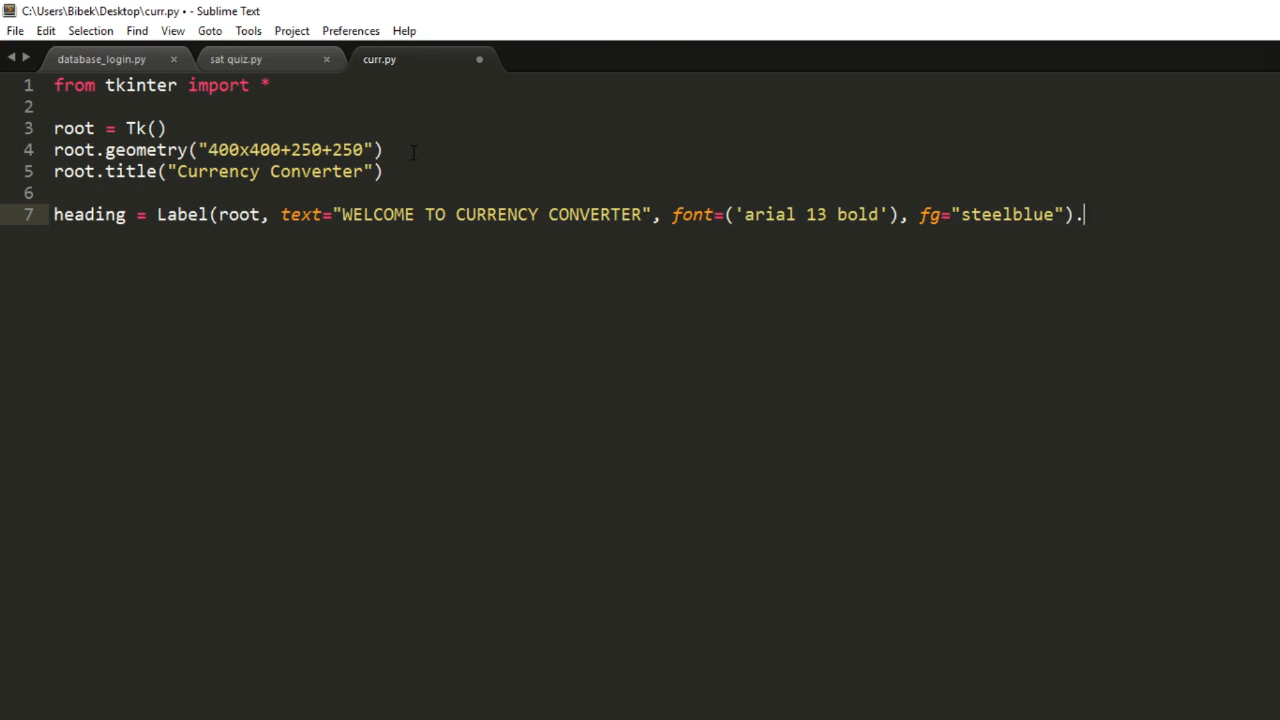 C:\Users\Bibek\Desktop\curr.py • - Sublime Text
File Edit Selection Find View Goto Tools Project Preferences Help
database_login.py × sat quiz.py × curr.py
1 from tkinter import *
2
3 root = Tk()
4 root.geometry("400x400+250+250")
5 root.title("Currency Converter")
6
7 heading = Label(root, text="WELCOME TO CURRENCY CONVERTER", font=('arial 13 bold'), fg="steelblue").